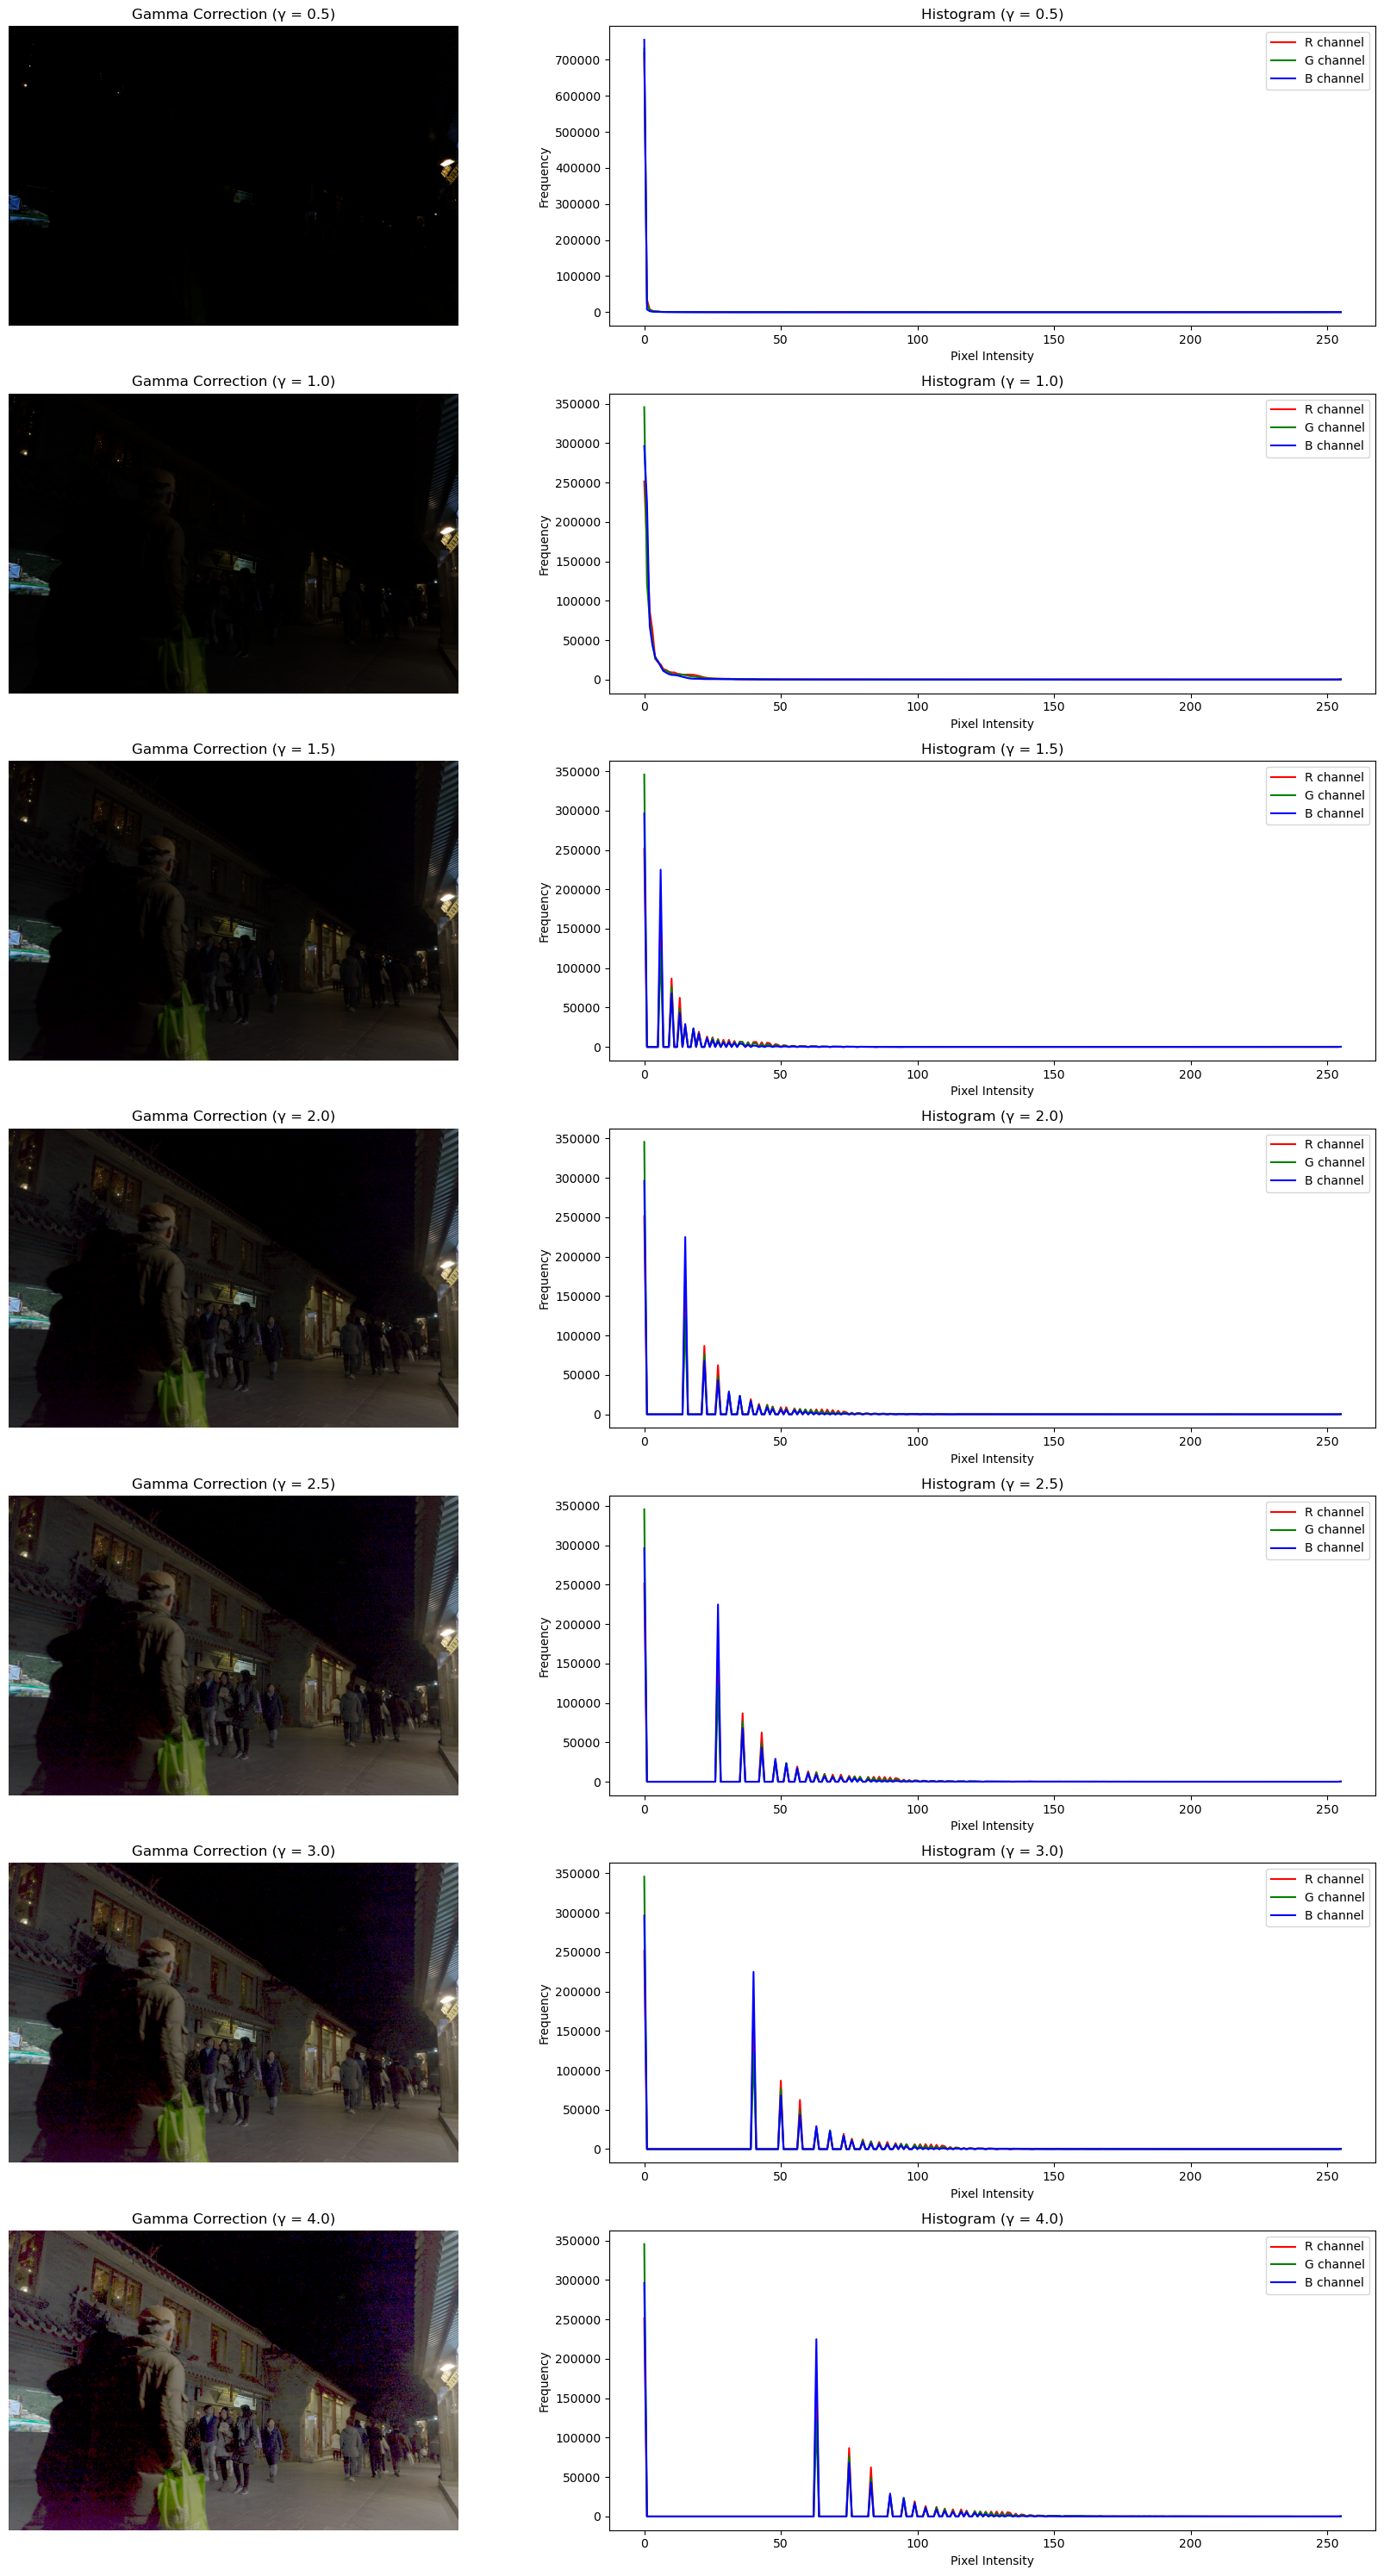 Gamma Correction (γ = 0.5)
Histogram (γ = 0.5)
R channel
G channel
B channel
Frequency
700000
600000
500000
400000
300000
200000
100000
0
0 50 100 150 200 250
Pixel Intensity
Gamma Correction (γ = 1.0)
Histogram (γ = 1.0)
R channel
G channel
B channel
Frequency
350000
300000
250000
200000
150000
100000
50000
0
0 50 100 150 200 250
Pixel Intensity
Gamma Correction (γ = 1.5)
Histogram (γ = 1.5)
R channel
G channel
B channel
Frequency
350000
300000
250000
200000
150000
100000
50000
0
0 50 100 150 200 250
Pixel Intensity
Gamma Correction (γ = 2.0)
Histogram (γ = 2.0)
R channel
G channel
B channel
Frequency
350000
300000
250000
200000
150000
100000
50000
0
0 50 100 150 200 250
Pixel Intensity
Gamma Correction (γ = 2.5)
Histogram (γ = 2.5)
R channel
G channel
B channel
Frequency
350000
300000
250000
200000
150000
100000
50000
0
0 50 100 150 200 250
Pixel Intensity
Gamma Correction (γ = 3.0)
Histogram (γ = 3.0)
R channel
G channel
B channel
Frequency
350000
300000
250000
200000
150000
100000
50000
0
0 50 100 150 200 250
Pixel Intensity
Gamma Correction (γ = 4.0)
Histogram (γ = 4.0)
R channel
G channel
B channel
Frequency
350000
300000
250000
200000
150000
100000
50000
0
0 50 100 150 200 250
Pixel Intensity